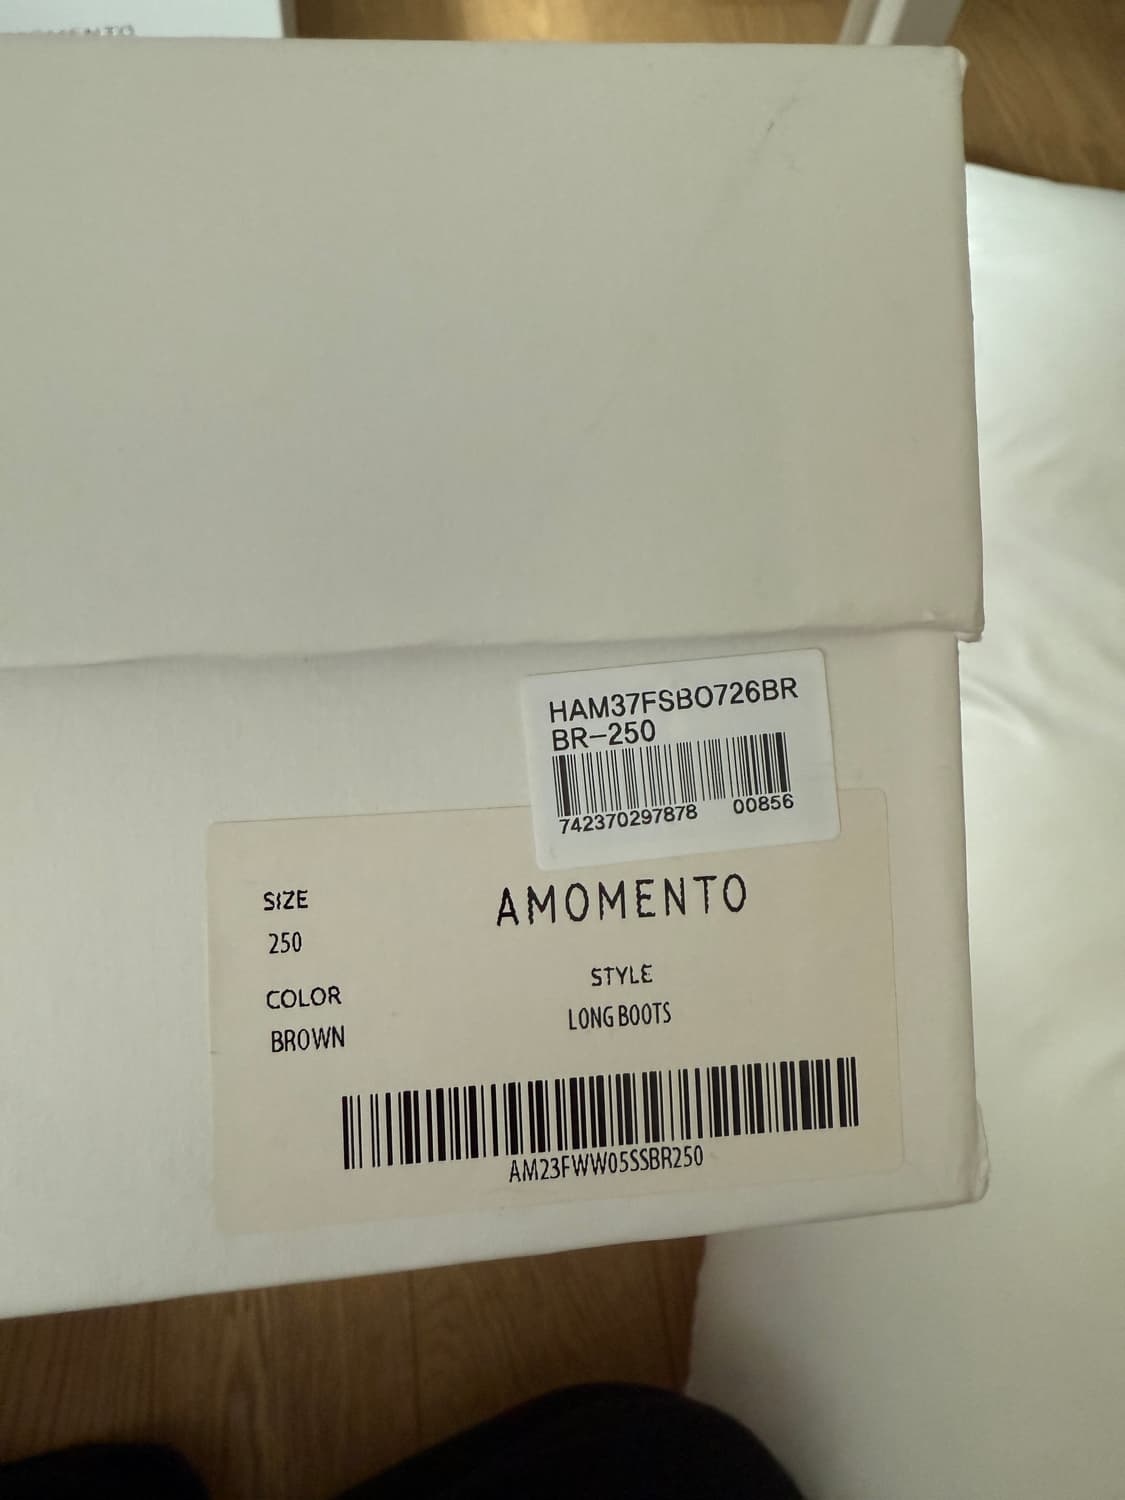 HAM37FSBO726BR
BR-250
742370297878 00856
AMOMENTO
SIZE
250
COLOR
BROWN
STYLE
LONG BOOTS
AM23FWW05SSBR250